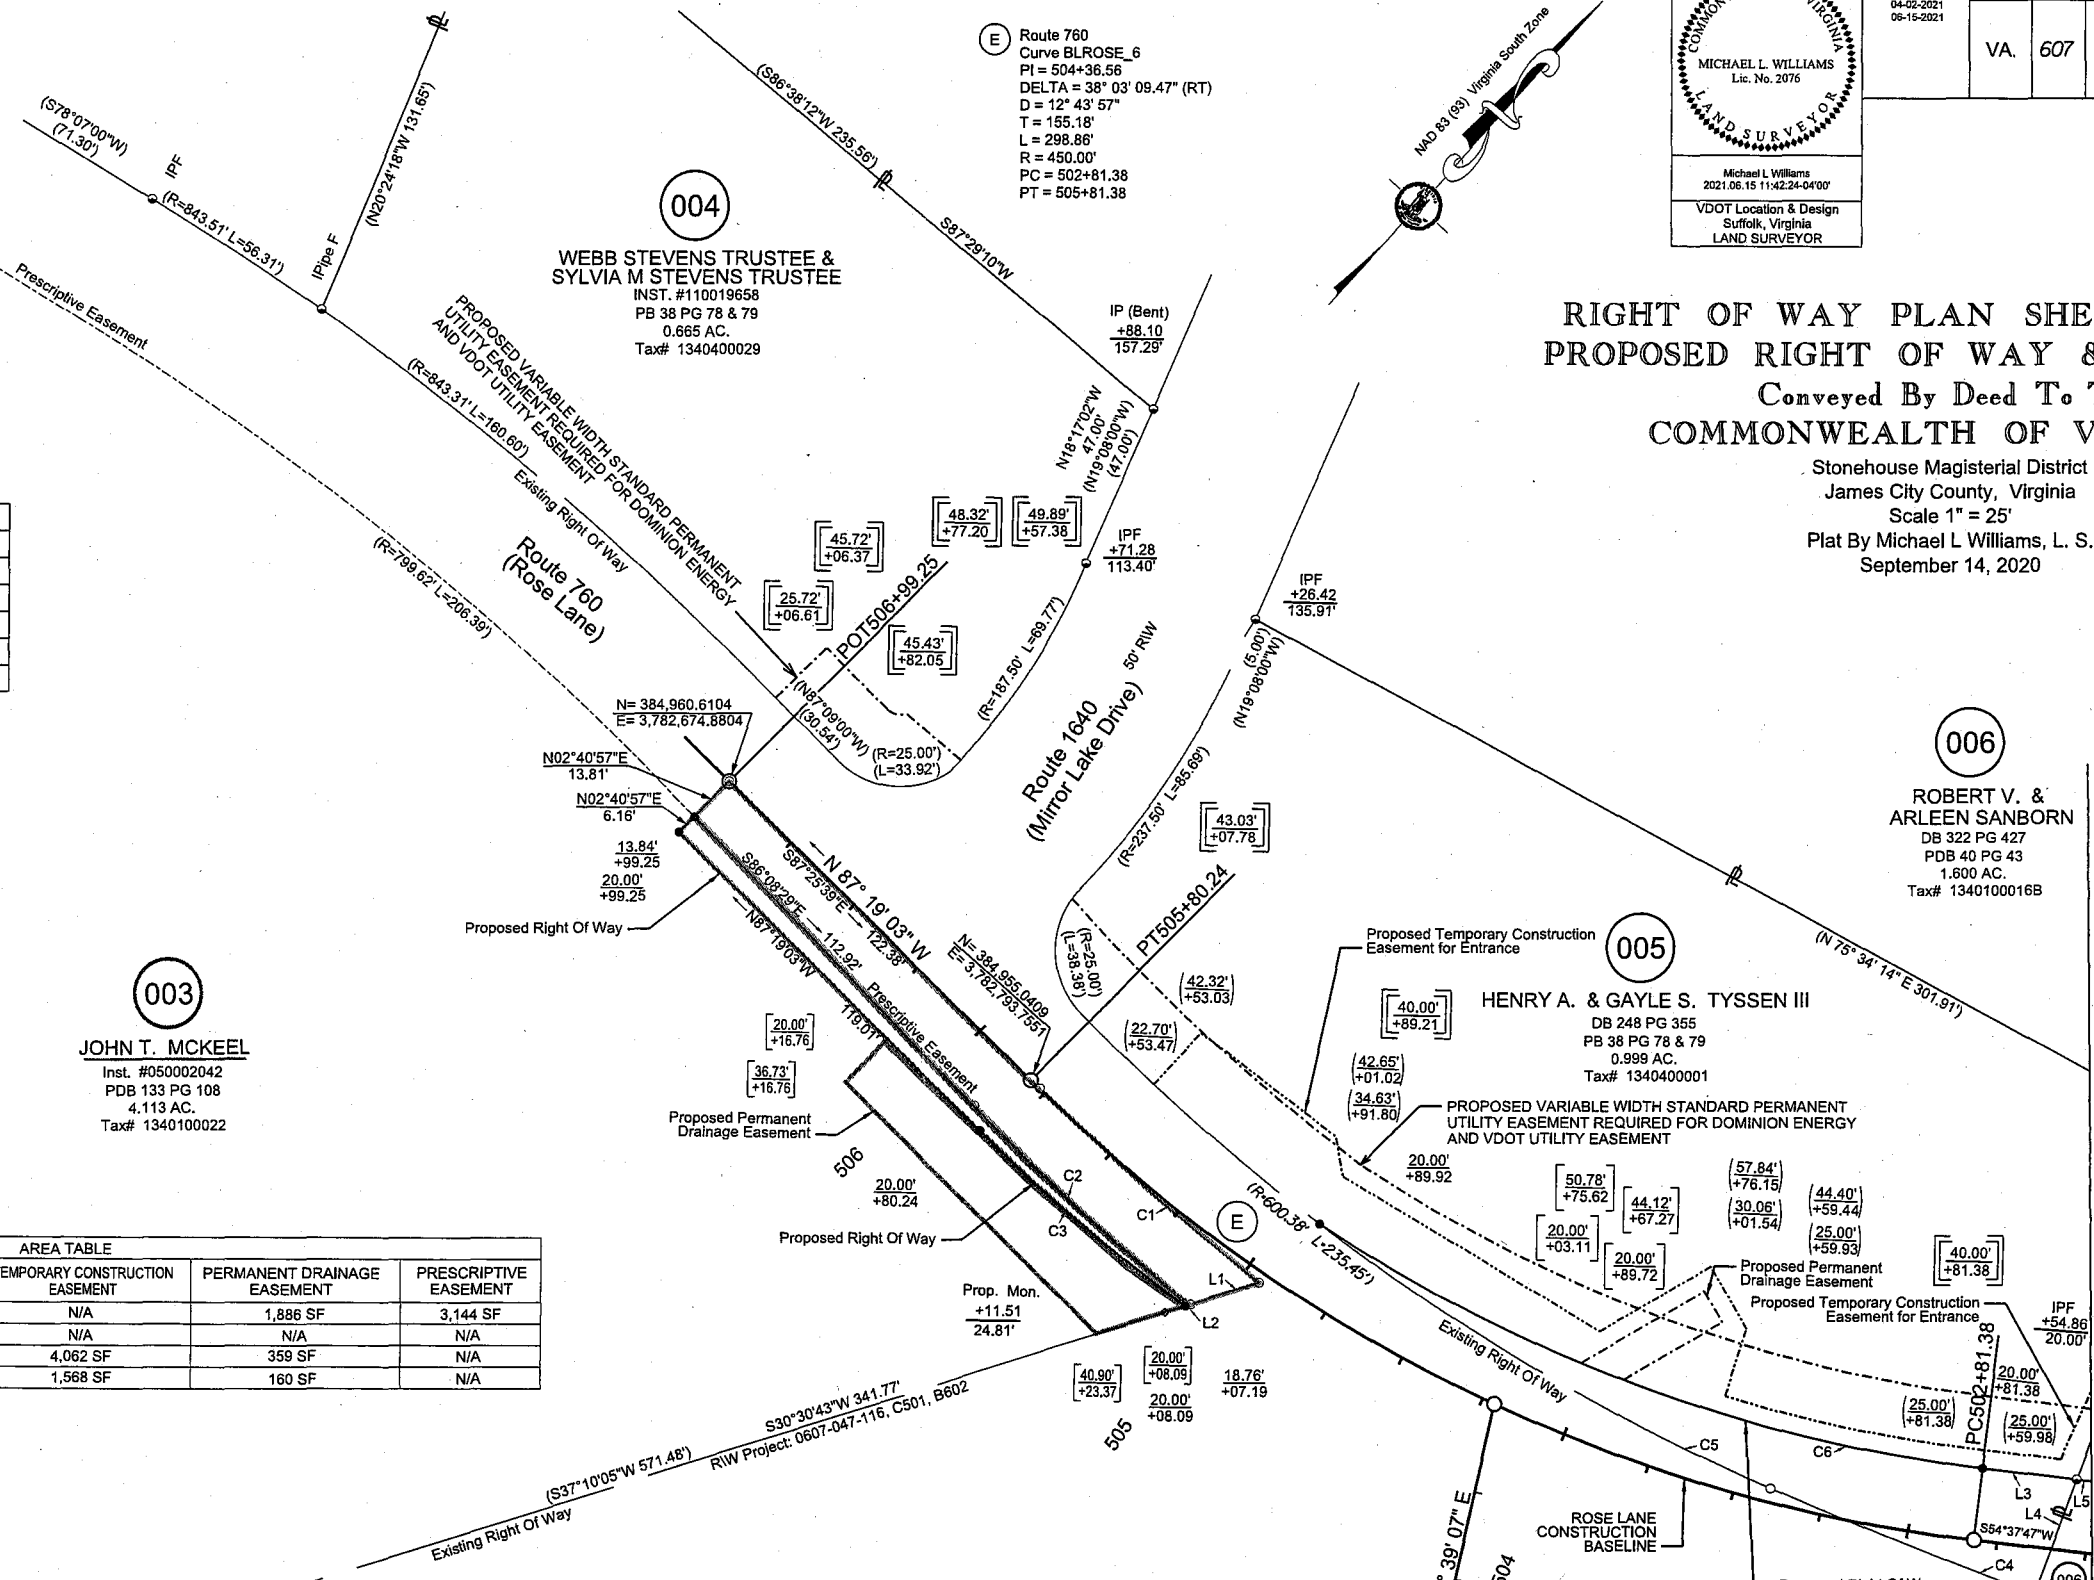 04-02-2021
06-15-2021
VA.
607
MICHAEL L. WILLIAMS
Lic. No. 2076
LAND SURVEYOR
Michael L Williams
2021.06.15 11:42:24-04'00'
VDOT Location & Design
Suffolk, Virginia
LAND SURVEYOR
E
Route 760
Curve BLROSE_6
PI = 504+36.56
DELTA = 38° 03' 09.47" (RT)
D = 12° 43' 57"
T = 155.18'
L = 298.86'
R = 450.00'
PC = 502+81.38
PT = 505+81.38
NAD 83 (93) Virginia South Zone
RIGHT OF WAY PLAN SHE
PROPOSED RIGHT OF WAY &
Conveyed By Deed To
COMMONWEALTH OF V
Stonehouse Magisterial District
James City County, Virginia
Scale 1" = 25'
Plat By Michael L Williams, L. S.
September 14, 2020
(S78°07'00"W)
(71.30')
IPF
(R=843.51' L=56.31')
IPipe F
(N20°24'18"W 131.65')
(S86°38'12"W 235.56')
S87°29'10"W
004
WEBB STEVENS TRUSTEE &
SYLVIA M STEVENS TRUSTEE
INST. #110019658
PB 38 PG 78 & 79
0.665 AC.
Tax# 1340400029
Prescriptive Easement
(R=843.31' L=160.60')
PROPOSED VARIABLE WIDTH STANDARD PERMANENT
UTILITY EASEMENT REQUIRED FOR DOMINION ENERGY
AND VDOT UTILITY EASEMENT
Existing Right Of Way
IP (Bent)
+88.10
157.29'
N18°17'02"W
47.00'
(N19°08'00"W)
(47.00')
IPF
+71.28
113.40'
48.32'
+77.20
49.89'
+57.38
45.72'
+06.37
25.72'
+06.61
45.43'
+82.05
POT506+99.25
(R=799.62' L=206.39')
Route 760
(Rose Lane)
(R=187.50' L=69.77')
IPF
+26.42
135.91'
(5.00')
(N19°08'00"W)
50' R\W
Route 1640
(Mirror Lake Drive)
(R=237.50' L=85.69')
N= 384,960.6104
E= 3,782,674.8804
(N87°09'00"W)
(30.54')
(R=25.00')
(L=33.92')
N02°40'57"E
13.81'
N02°40'57"E
6.16'
13.84'
+99.25
20.00'
+99.25
Proposed Right Of Way
N 87° 19' 03" W
S87°25'39"E
122.38'
S86°08'29"E
112.92'
N87°19'03"W
119.01'
Prescriptive Easement
N= 384,955.0409
E= 3,782,793.7551
PT505+80.24
43.03'
+07.78
(R=25.00')
(L=38.38')
006
ROBERT V. &
ARLEEN SANBORN
DB 322 PG 427
PDB 40 PG 43
1.600 AC.
Tax# 1340100016B
(N 75° 34' 14" E 301.91')
Proposed Temporary Construction
Easement for Entrance
005
HENRY A. & GAYLE S. TYSSEN III
DB 248 PG 355
PB 38 PG 78 & 79
0.999 AC.
Tax# 1340400001
(42.32')
+53.03
(22.70')
+53.47
40.00'
+89.21
(42.65')
+01.02
(34.63')
+91.80
PROPOSED VARIABLE WIDTH STANDARD PERMANENT
UTILITY EASEMENT REQUIRED FOR DOMINION ENERGY
AND VDOT UTILITY EASEMENT
003
JOHN T. MCKEEL
Inst. #050002042
PDB 133 PG 108
4.113 AC.
Tax# 1340100022
20.00'
+16.76
36.73'
+16.76
Proposed Permanent
Drainage Easement
506
20.00'
+80.24
Proposed Right Of Way
C2
C3
C1
E
L1
L2
(R=600.38' L=235.45')
20.00'
+89.92
50.78'
+75.62
44.12'
+67.27
20.00'
+03.11
20.00'
+89.72
(57.84')
+76.15
(30.06')
+01.54
(44.40')
+59.44
(25.00')
+59.93
Proposed Permanent
Drainage Easement
40.00'
+81.38
Proposed Temporary Construction
Easement for Entrance
IPF
+54.86
20.00'
PC502+81.38
20.00'
+81.38
(25.00')
+81.38
(25.00')
+59.98
Prop. Mon.
+11.51
24.81'
40.90'
+23.37
20.00'
+08.09
20.00'
+08.09
18.76'
+07.19
505
Existing Right Of Way
C5
C6
L3
L4
L5
S54°37'47"W
C4
S30°30'43"W 341.77'
R\W Project: 0607-047-116, C501, B602
(S37°10'05"W 571.48')
Existing Right Of Way
AREA TABLE
EMPORARY CONSTRUCTION EASEMENT
PERMANENT DRAINAGE EASEMENT
PRESCRIPTIVE EASEMENT
N/A 1,886 SF 3,144 SF
N/A N/A N/A
4,062 SF 359 SF N/A
1,568 SF 160 SF N/A
ROSE LANE
CONSTRUCTION
BASELINE
° 39' 07" E
504